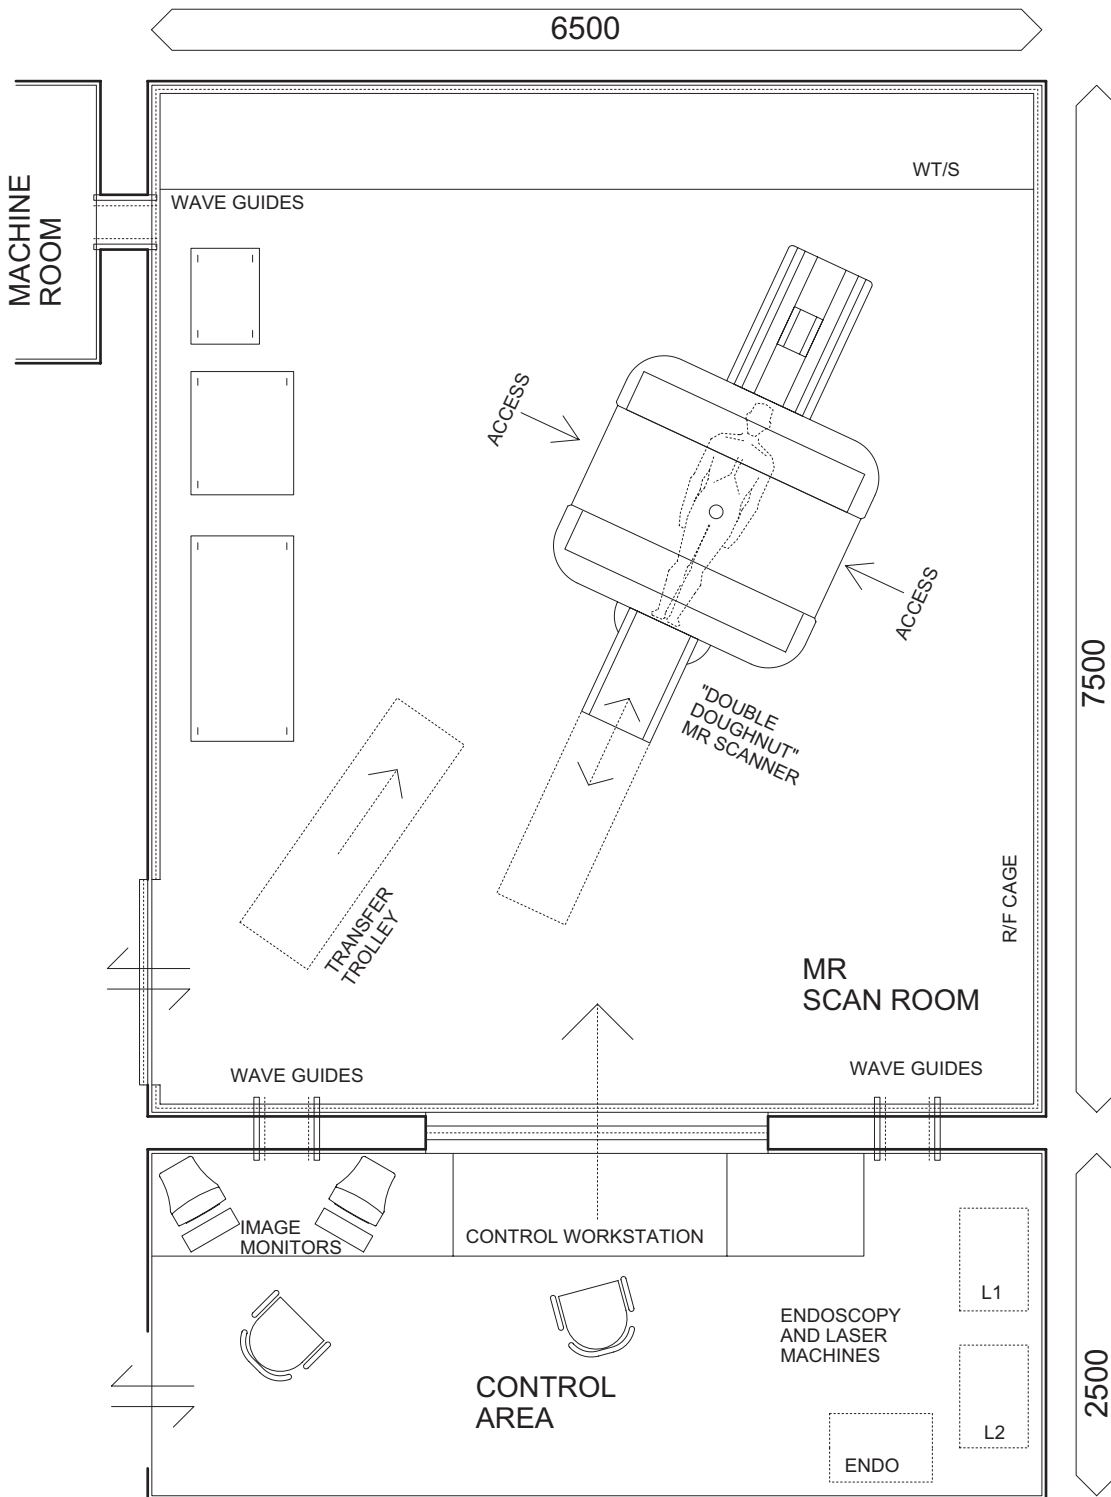 6500
WT/S
WAVE GUIDES
MACHINE
ROOM
ACCESS
ACCESS
7500
"DOUBLE
DOUGHNUT"
MR SCANNER
R/F CAGE
TRANSFER
TROLLEY
MR
SCAN ROOM
WAVE GUIDES
WAVE GUIDES
IMAGE
MONITORS
CONTROL WORKSTATION
L1
ENDOSCOPY
AND LASER
MACHINES
2500
CONTROL
AREA
L2
ENDO